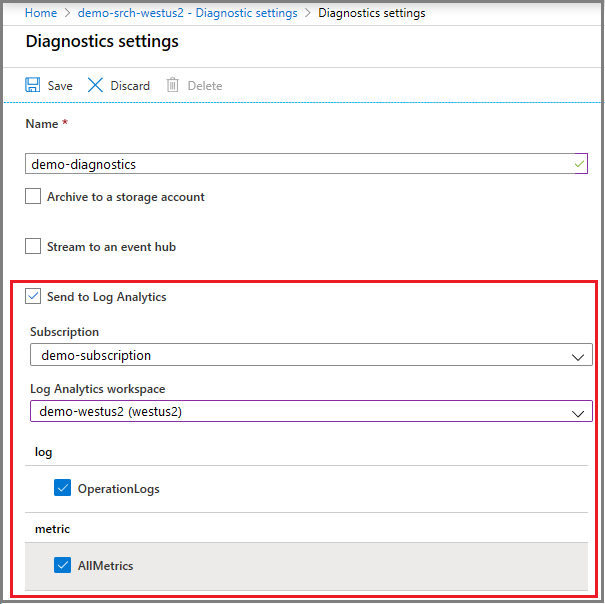 Home > demo-srch-westus2 - Diagnostic settings > Diagnostics settings
Diagnostics settings
Save Discard Delete
Name *
demo-diagnostics
Archive to a storage account
Stream to an event hub
Send to Log Analytics
Subscription
demo-subscription
Log Analytics workspace
demo-westus2 (westus2)
log
OperationLogs
metric
AllMetrics